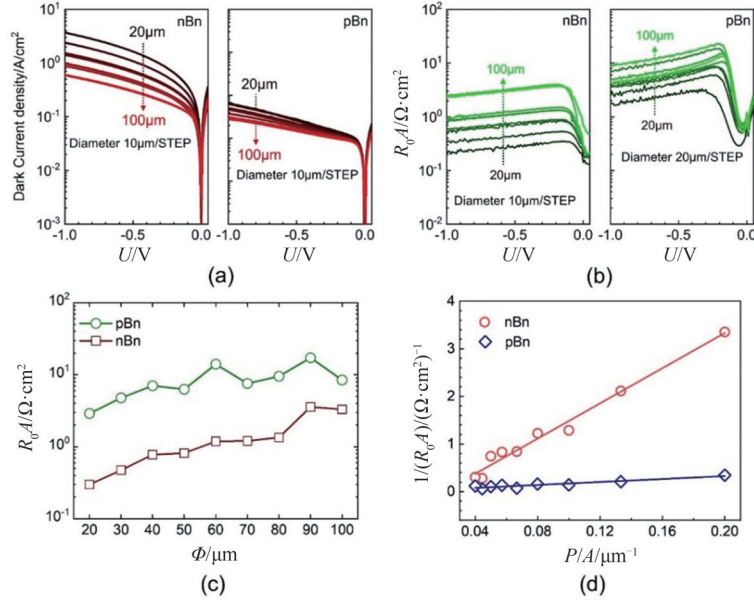 nBn
pBn
20μm
100μm
Diameter 10μm/STEP
20μm
100μm
Diameter 10μm/STEP
Dark Current density/A/cm²
10¹
10⁰
10⁻¹
10⁻²
10⁻³
-1.0 -0.5 0.0
-1.0 -0.5 0.0
U/V
U/V
(a)
nBn
pBn
100μm
20μm
Diameter 10μm/STEP
100μm
20μm
Diameter 20μm/STEP
R₀A/Ω·cm²
10²
10¹
10⁰
10⁻¹
10⁻²
-1.0 -0.5 0.0
-1.0 -0.5 0.0
U/V
U/V
(b)
pBn
nBn
R₀A/Ω·cm²
10²
10¹
10⁰
10⁻¹
20 30 40 50 60 70 80 90 100
Φ/μm
(c)
nBn
pBn
1/(R₀A)/(Ω·cm²)⁻¹
4
3
2
1
0
0.04 0.08 0.12 0.16 0.20
P/A/μm⁻¹
(d)